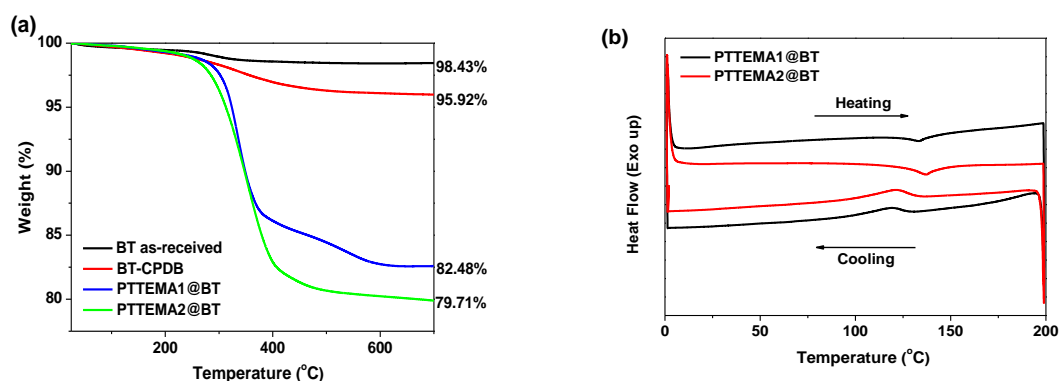 (a)
100
95
90
85
80
Weight (%)
98.43%
95.92%
82.48%
79.71%
BT as-received
BT-CPDB
PTTEMA1@BT
PTTEMA2@BT
200
400
600
Temperature (°C)
(b)
PTTEMA1@BT
PTTEMA2@BT
Heating
Cooling
Heat Flow (Exo up)
0
50
100
150
200
Temperature (°C)